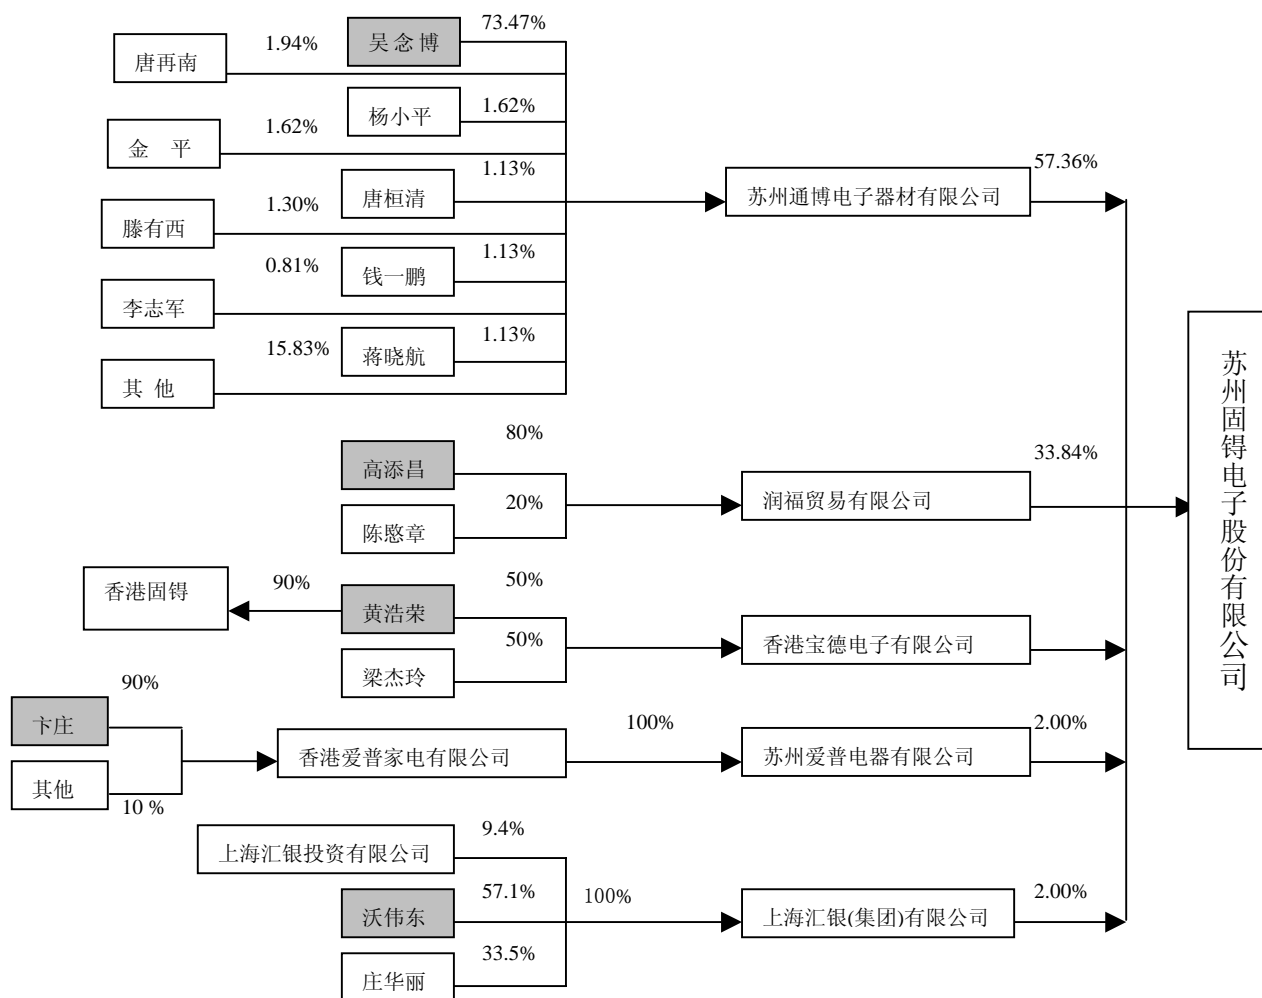 73.47%
吴念博
1.94%
唐再南
杨小平
1.62%
1.62%
金 平
1.13%
唐桓清
57.36%
苏州通博电子器材有限公司
1.30%
滕有西
1.13%
钱一鹏
0.81%
李志军
1.13%
15.83%
蒋晓航
其 他
苏州固锝电子股份有限公司
80%
高添昌
33.84%
润福贸易有限公司
20%
陈愍章
香港固锝
90%
50%
黄浩荣
50%
香港宝德电子有限公司
梁杰玲
90%
卞庄
100%
2.00%
香港爱普家电有限公司
苏州爱普电器有限公司
其他
10 %
9.4%
上海汇银投资有限公司
57.1%
沃伟东
100%
2.00%
上海汇银(集团)有限公司
33.5%
庄华丽